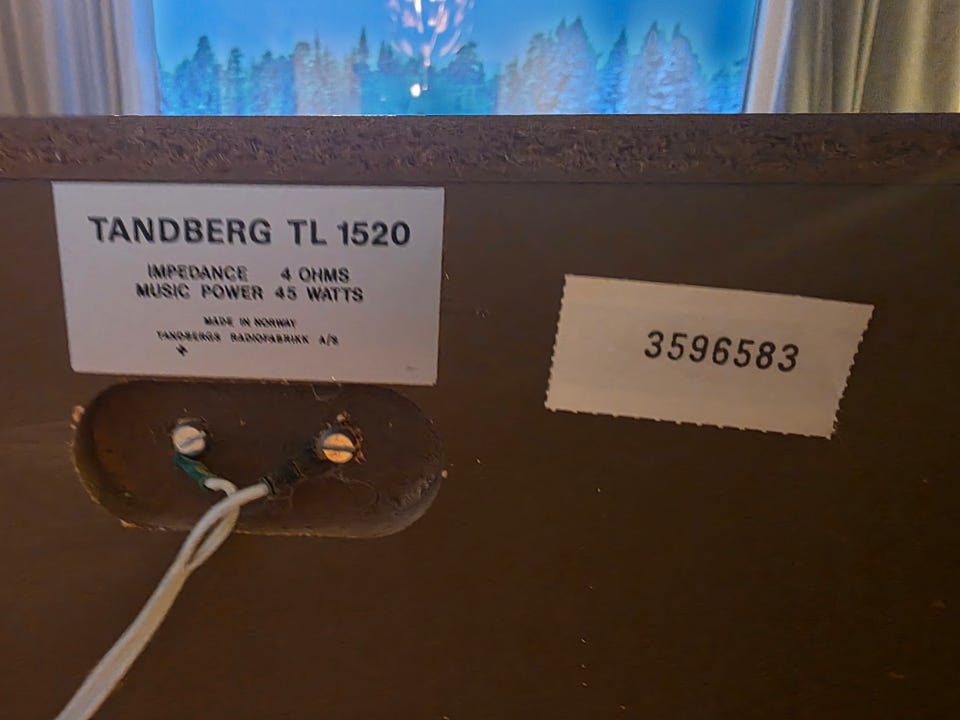 TANDBERG TL 1520
IMPEDANCE 4 OHMS
MUSIC POWER 45 WATTS
MADE IN NORWAY
TANDBERGS RADIOFABRIKK A/S
+
3596583